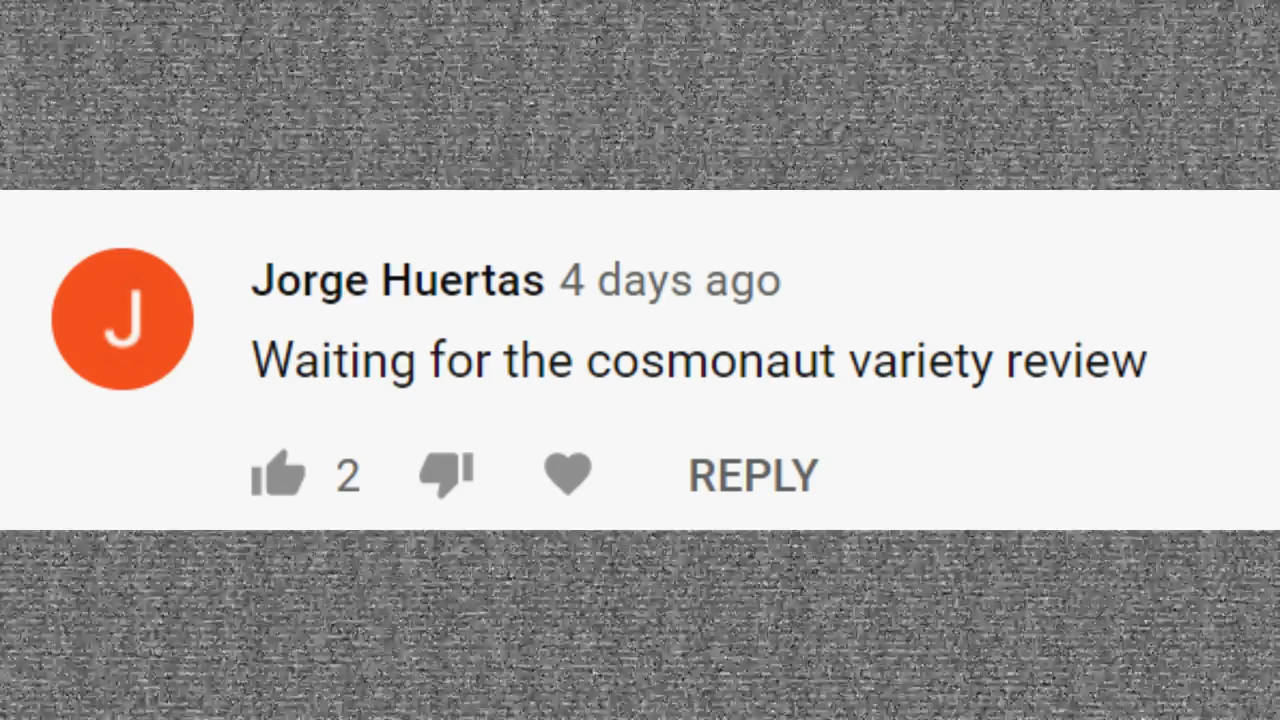 J
Jorge Huertas 4 days ago
Waiting for the cosmonaut variety review
2 REPLY